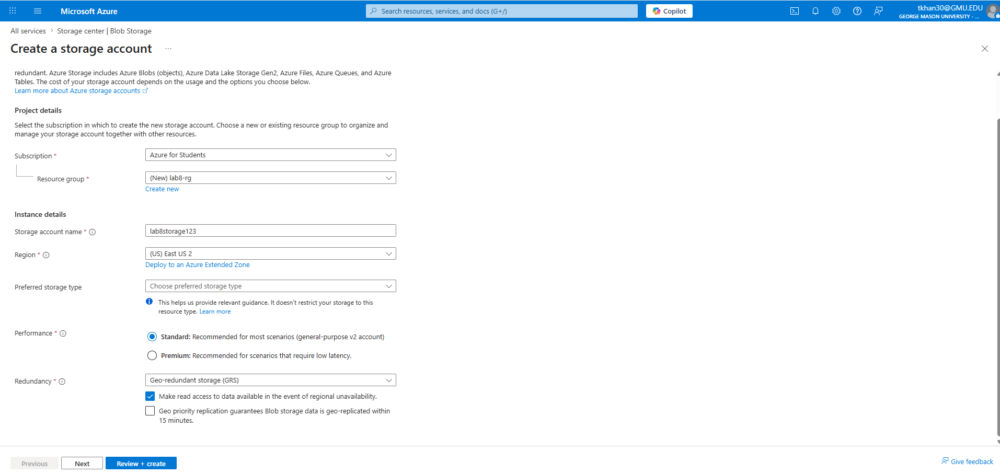 Microsoft Azure
Search resources, services, and docs (G+/)
Copilot
tkhan30@GMU.EDU
GEORGE MASON UNIVERSITY - ...
All services > Storage center | Blob Storage
Create a storage account ...
redundant. Azure Storage includes Azure Blobs (objects), Azure Data Lake Storage Gen2, Azure Files, Azure Queues, and Azure
Tables. The cost of your storage account depends on the usage and the options you choose below.
Learn more about Azure storage accounts
Project details
Select the subscription in which to create the new storage account. Choose a new or existing resource group to organize and
manage your storage account together with other resources.
Subscription *
Azure for Students
Resource group *
(New) lab8-rg
Create new
Instance details
Storage account name *
lab8storage123
Region *
(US) East US 2
Deploy to an Azure Extended Zone
Preferred storage type
Choose preferred storage type
This helps us provide relevant guidance. It doesn't restrict your storage to this
resource type. Learn more
Performance *
Standard: Recommended for most scenarios (general-purpose v2 account)
Premium: Recommended for scenarios that require low latency.
Redundancy *
Geo-redundant storage (GRS)
Make read access to data available in the event of regional unavailability.
Geo priority replication guarantees Blob storage data is geo-replicated within
15 minutes.
Previous
Next
Review + create
Give feedback